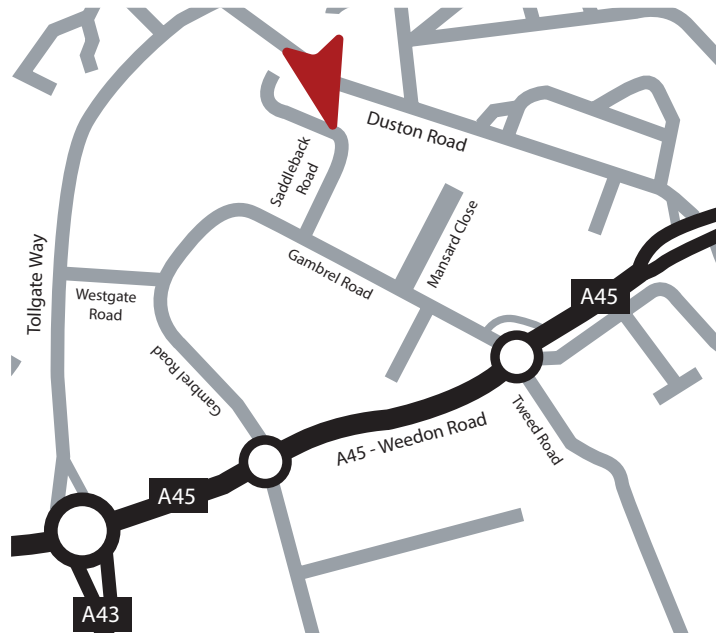 Duston Road
Saddleback
Road
Mansard Close
Tollgate Way
Gambrel Road
Westgate
Road
A45
Gambrel Road
A45 - Weedon Road
Tweed Road
A45
A43